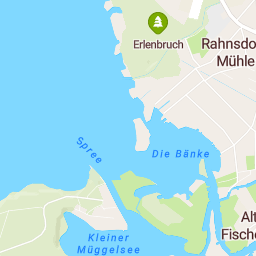 Erlenbruch
Rahnsdo
Mühle
Spree
Die Bänke
Alt
Fische
Kleiner
Müggelsee